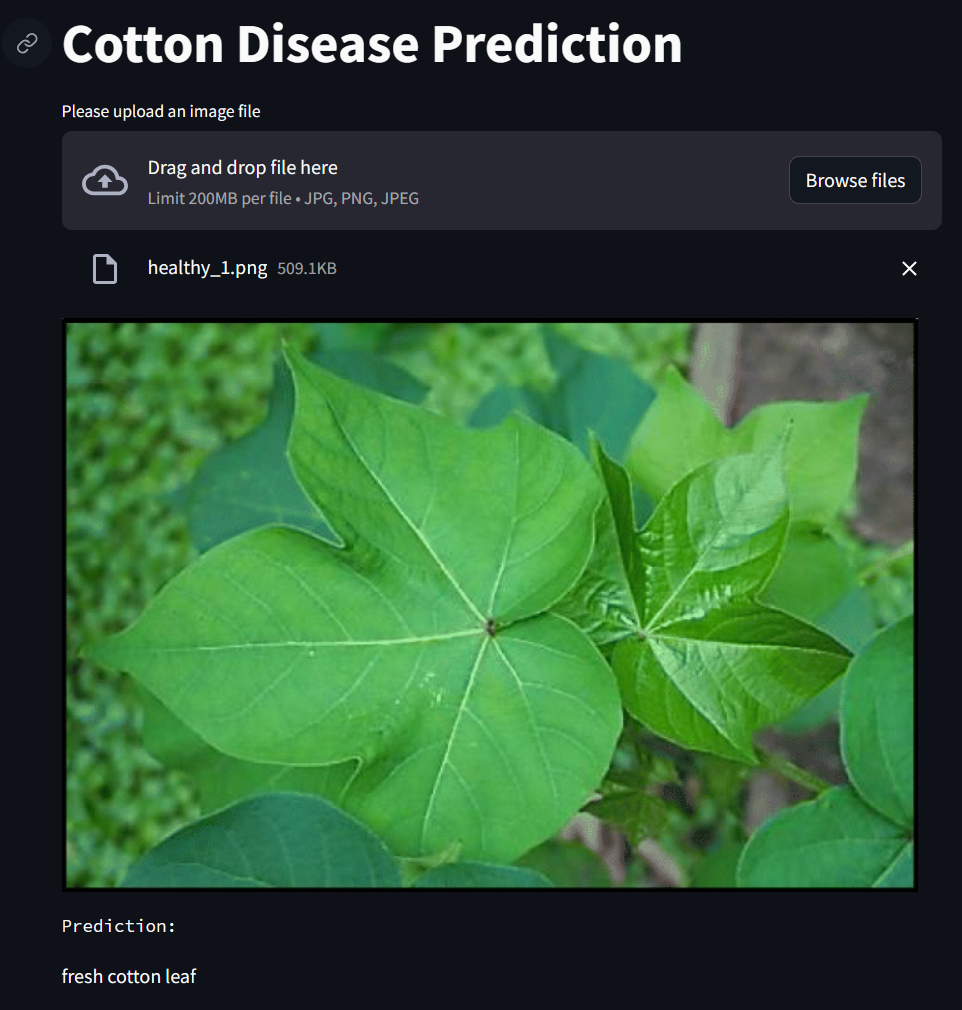 Cotton Disease Prediction
Please upload an image file
Drag and drop file here
Limit 200MB per file • JPG, PNG, JPEG
Browse files
healthy_1.png 509.1KB
Prediction:
fresh cotton leaf